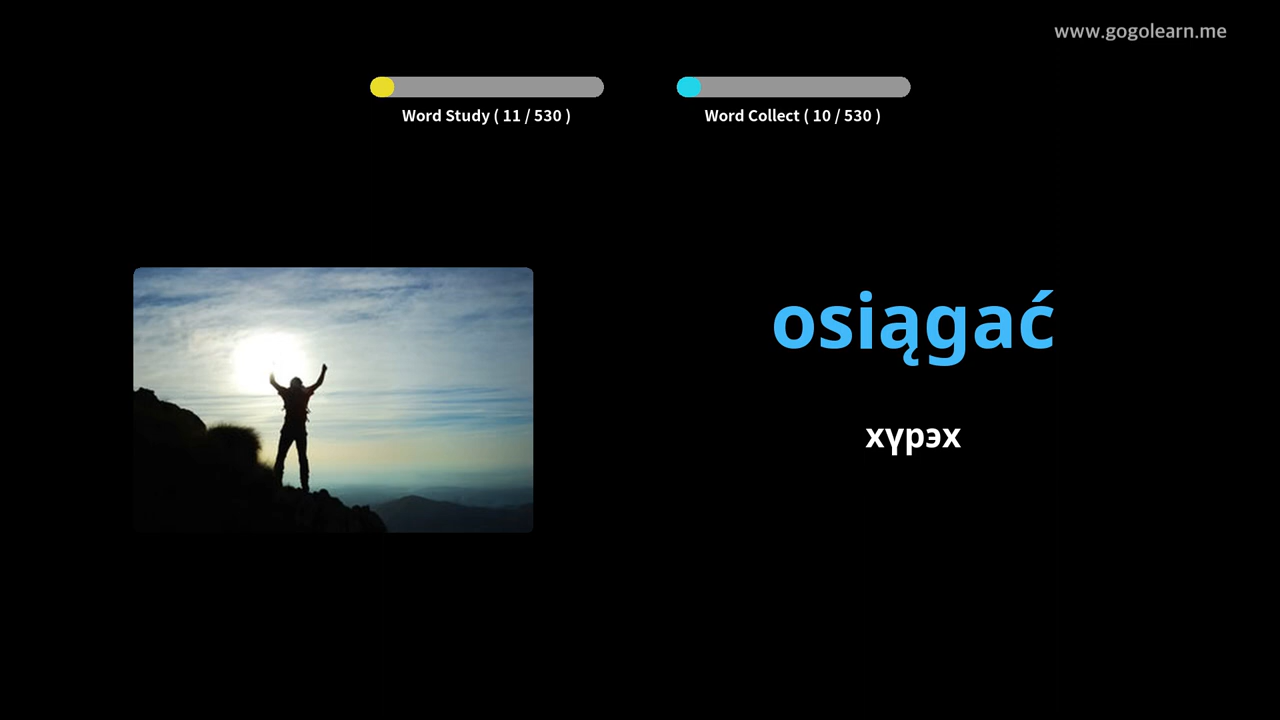 www.gogolearn.me
Word Study ( 11 / 530 )
Word Collect ( 10 / 530 )
osiągać
хүрэх